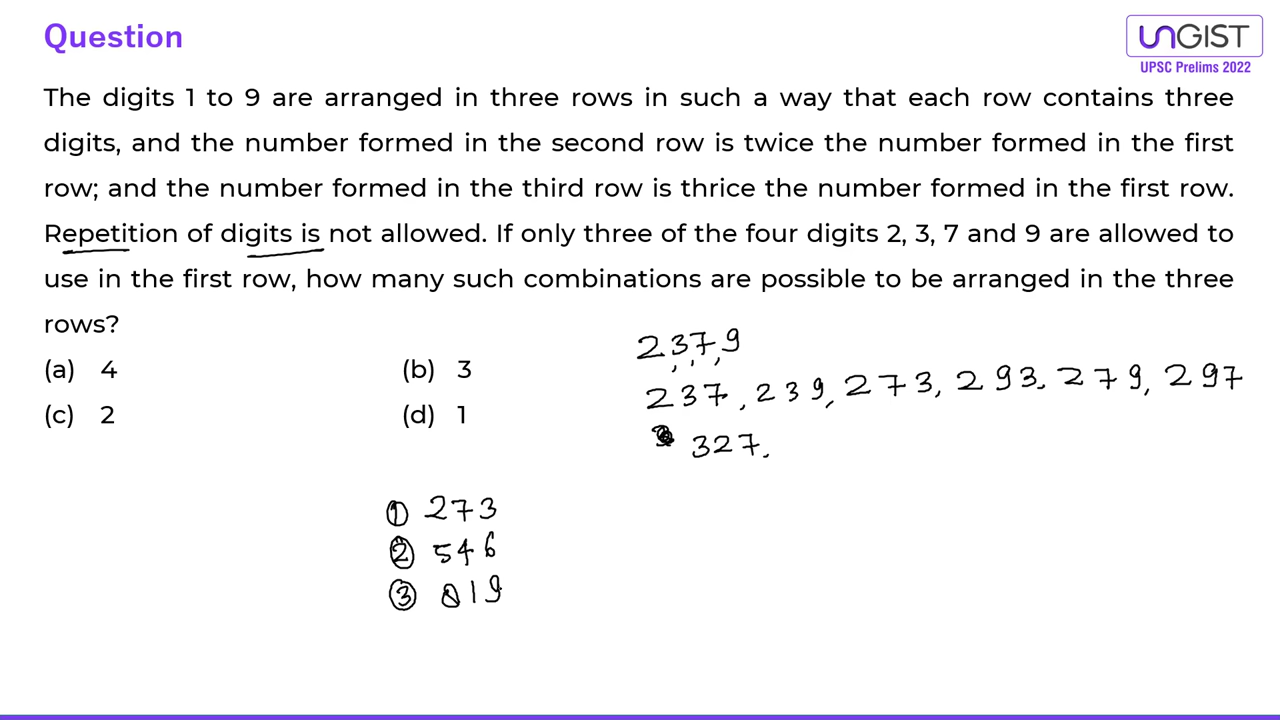 Question
UNGIST
UPSC Prelims 2022
The digits 1 to 9 are arranged in three rows in such a way that each row contains three
digits, and the number formed in the second row is twice the number formed in the first
row; and the number formed in the third row is thrice the number formed in the first row.
Repetition of digits is not allowed. If only three of the four digits 2, 3, 7 and 9 are allowed to
use in the first row, how many such combinations are possible to be arranged in the three
rows?
(a) 4
(b) 3
(c) 2
(d) 1
2379
237, 239, 273, 293, 279, 297
327.
① 273
② 546
③ 819